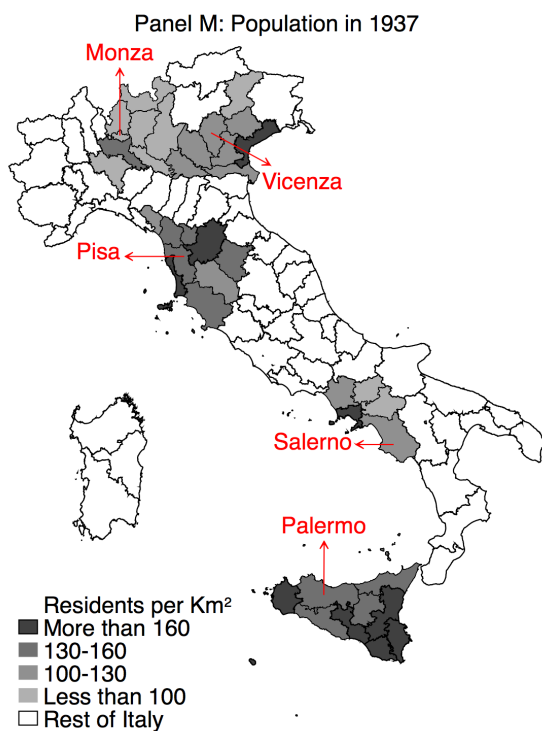 Panel M: Population in 1937
Monza
Vicenza
Pisa
Salerno
Palermo
Residents per Km²
More than 160
130-160
100-130
Less than 100
Rest of Italy